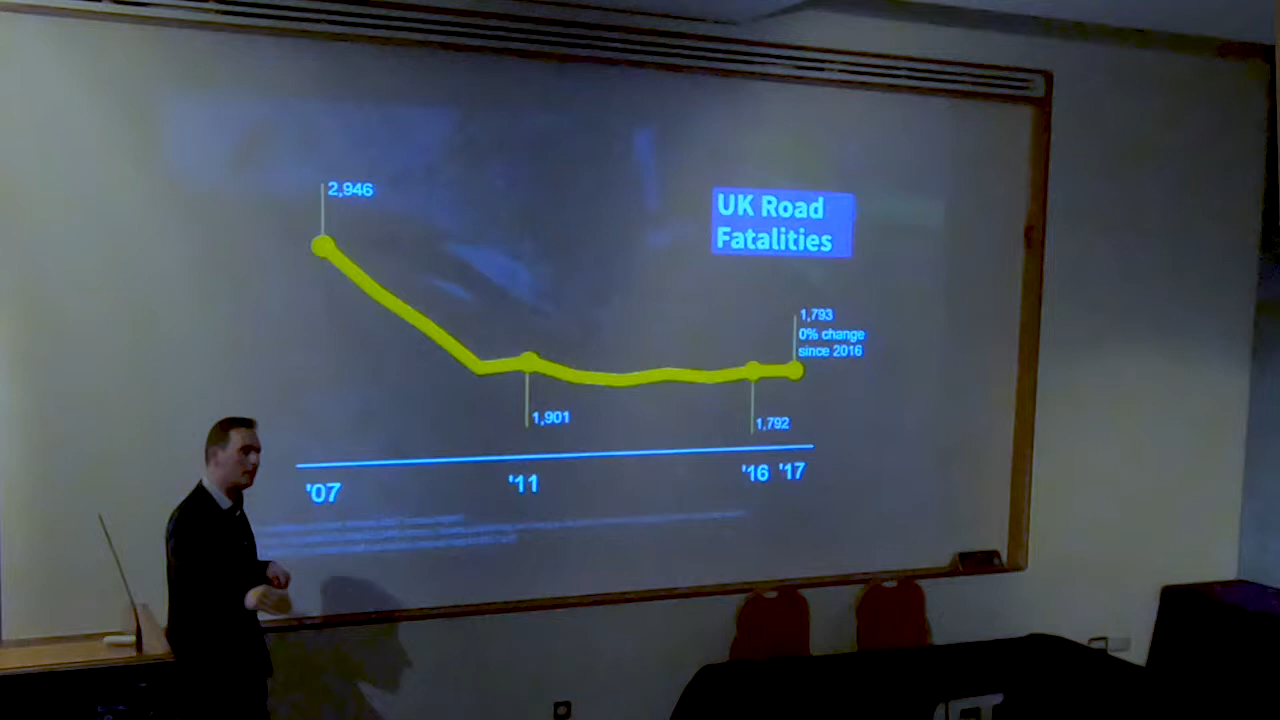 2,946
UK Road
Fatalities
1,793
0% change
since 2016
1,901
1,792
'07
'11
'16
'17